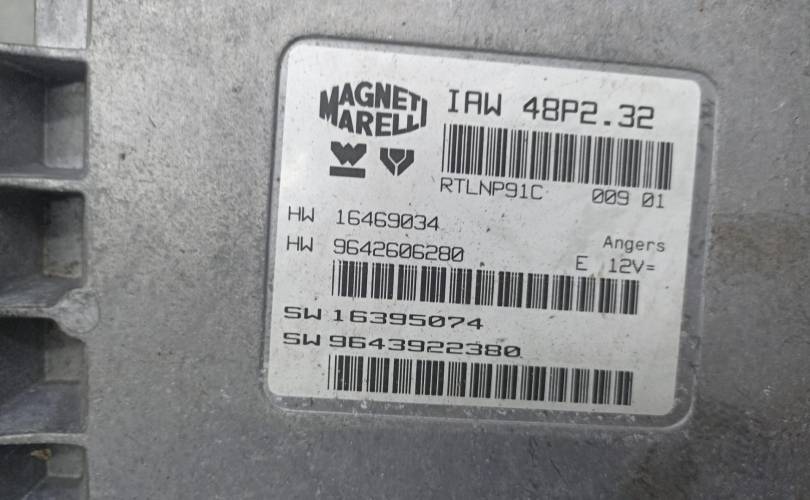 MAGNETI
MARELLI
IAW 48P2.32
RTLNP91C 009 01
HW 16469034
Angers
HW 9642606280
E 12V=
SW 16395074
SW 9643922380